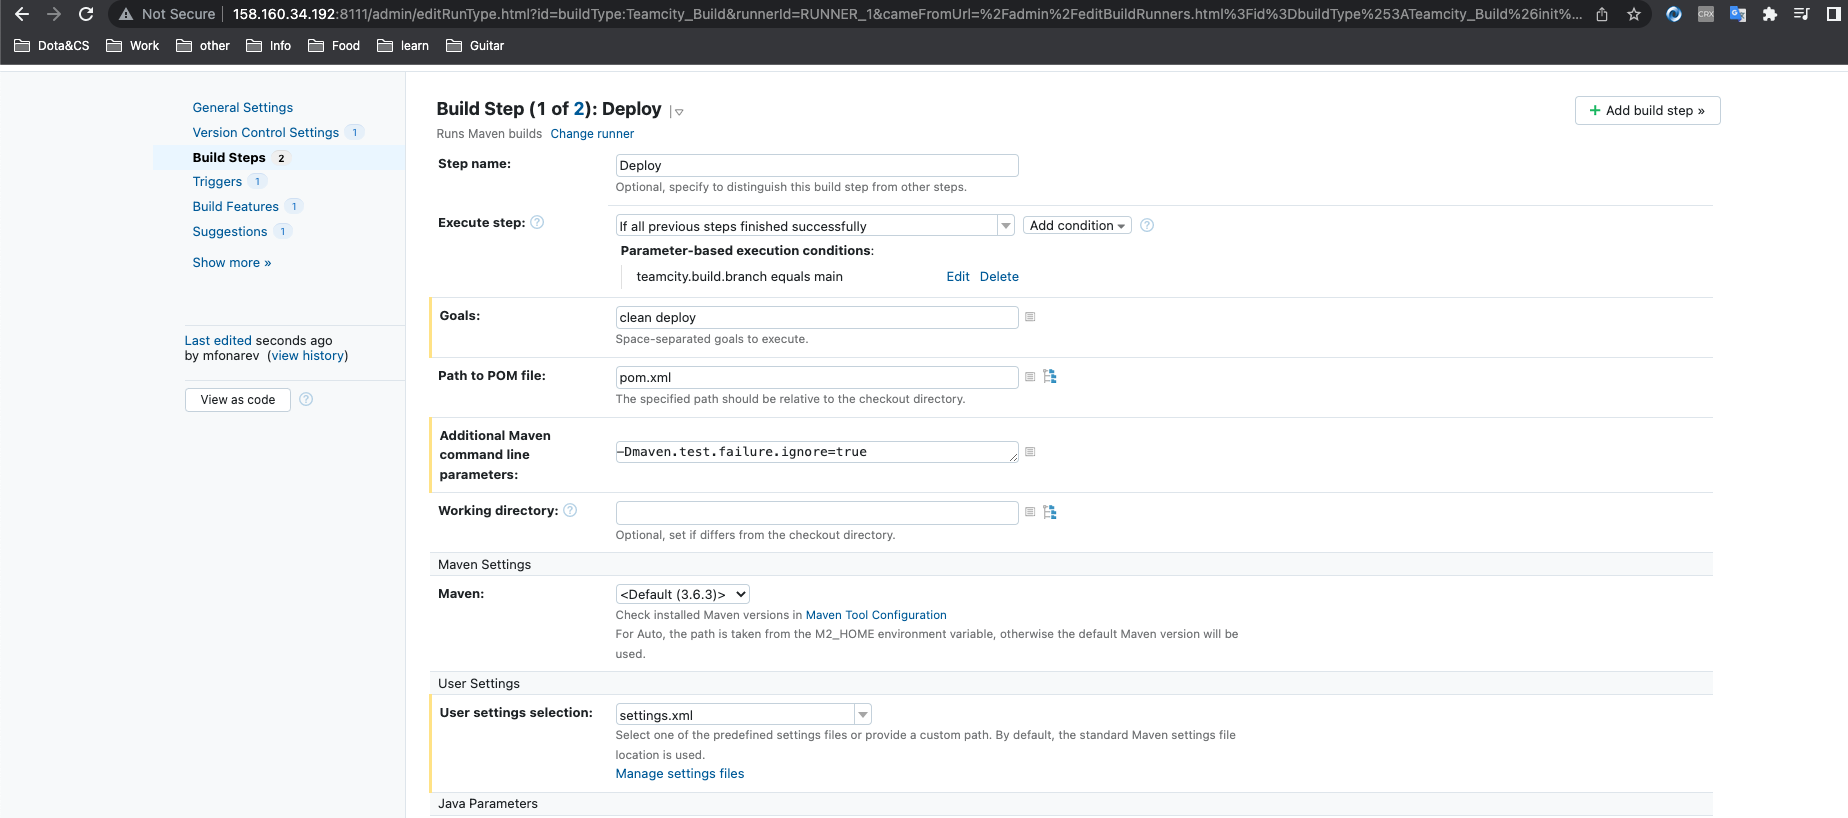 Not Secure 158.160.34.192:8111/admin/editRunType.html?id=buildType:Teamcity_Build&runnerId=RUNNER_1&cameFromUrl=%2Fadmin%2FeditBuildRunners.html%3Fid%3DbuildType%253ATeamcity_Build%26init%...
Dota&CS Work other Info Food learn Guitar
General Settings
Version Control Settings 1
Build Steps 2
Triggers 1
Build Features 1
Suggestions 1
Show more »
Last edited seconds ago
by mfonarev (view history)
View as code ?
Build Step (1 of 2): Deploy
Add build step »
Runs Maven builds Change runner
Step name: Deploy
Optional, specify to distinguish this build step from other steps.
Execute step: ? If all previous steps finished successfully Add condition ?
Parameter-based execution conditions:
teamcity.build.branch equals main Edit Delete
Goals: clean deploy
Space-separated goals to execute.
Path to POM file: pom.xml
The specified path should be relative to the checkout directory.
Additional Maven
command line
parameters:
-Dmaven.test.failure.ignore=true
Working directory: ?
Optional, set if differs from the checkout directory.
Maven Settings
Maven: <Default (3.6.3)>
Check installed Maven versions in Maven Tool Configuration
For Auto, the path is taken from the M2_HOME environment variable, otherwise the default Maven version will be
used.
User Settings
User settings selection: settings.xml
Select one of the predefined settings files or provide a custom path. By default, the standard Maven settings file
location is used.
Manage settings files
Java Parameters